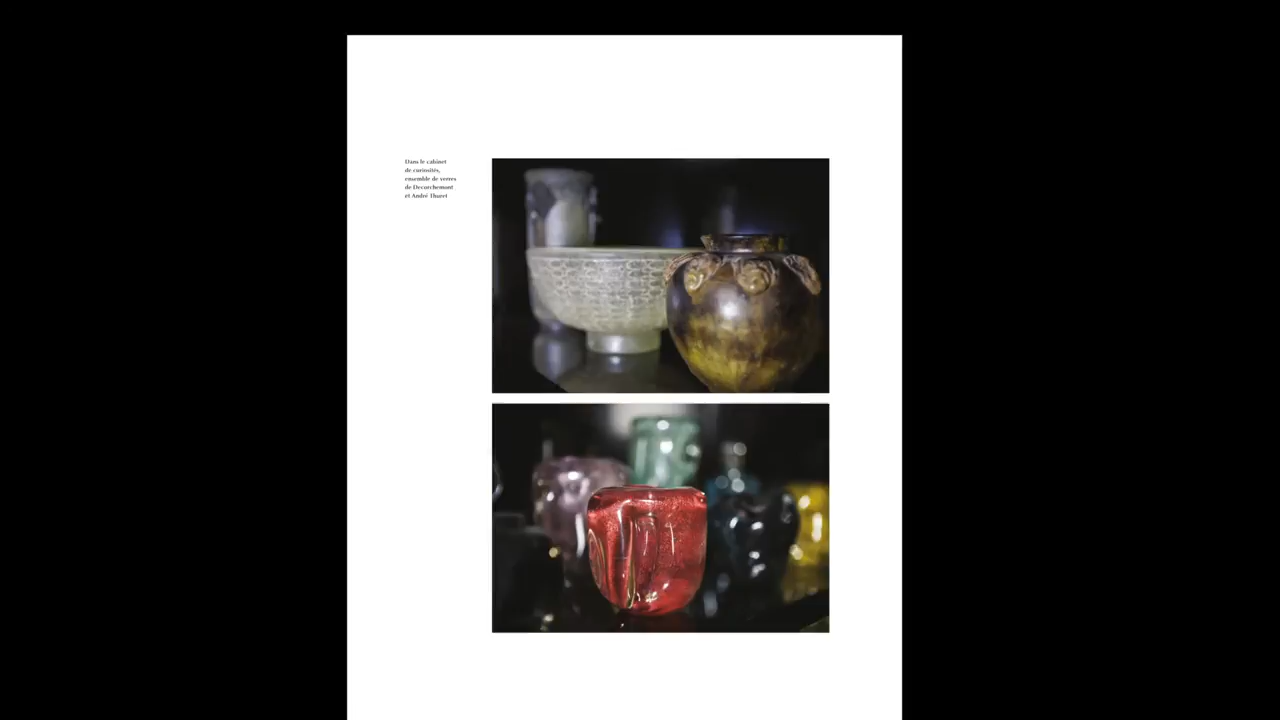 Dans le cabinet
de curiosités,
ensemble de verres
de Decorchemont
et André Thuret